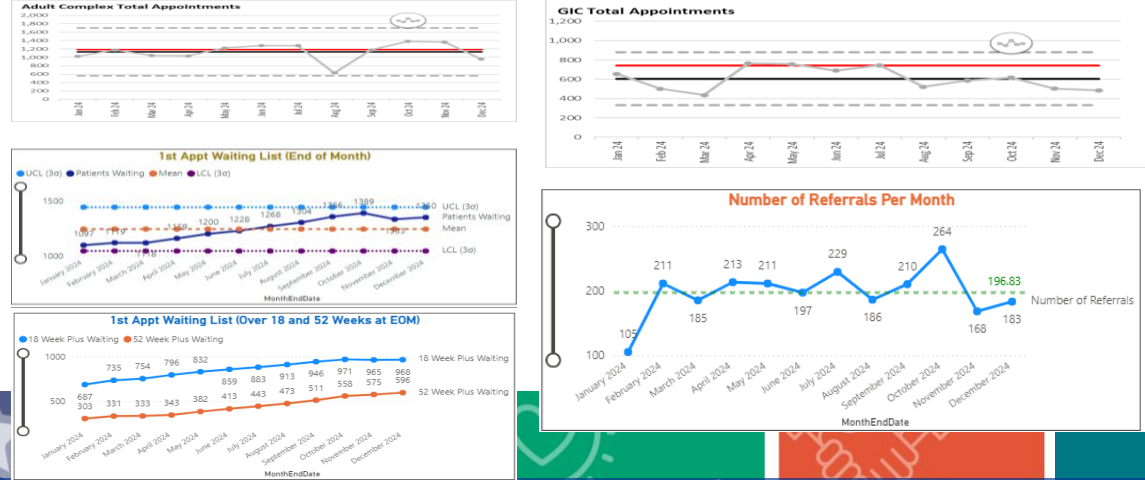 Adult Complex Total Appointments
2,000
1,800
1,600
1,400
1,200
1,000
800
600
400
200
0
Jan 24 Feb 24 Mar 24 Apr 24 May 24 Jun 24 Jul 24 Aug 24 Sep 24 Oct 24 Nov 24 Dec 24
GIC Total Appointments
1,200
1,000
800
600
400
200
0
Jan 24 Feb 24 Mar 24 Apr 24 May 24 Jun 24 Jul 24 Aug 24 Sep 24 Oct 24 Nov 24 Dec 24
1st Appt Waiting List (End of Month)
UCL (3σ) Patients Waiting Mean LCL (3σ)
1500
1000
1097 1119 1118 1159 1200 1228 1268 1304 1366 1389 1350
UCL (3σ)
Patients Waiting
Mean
LCL (3σ)
January 2024 February 2024 March 2024 April 2024 May 2024 June 2024 July 2024 August 2024 September 2024 October 2024 November 2024 December 2024
MonthEndDate
Number of Referrals Per Month
300
200
100
105 211 185 213 211 197 229 186 210 264 168 183
196.83
Number of Referrals
January 2024 February 2024 March 2024 April 2024 May 2024 June 2024 July 2024 August 2024 September 2024 October 2024 November 2024 December 2024
MonthEndDate
1st Appt Waiting List (Over 18 and 52 Weeks at EOM)
18 Week Plus Waiting 52 Week Plus Waiting
1000
500
687 735 754 796 832 859 883 913 946 971 965 968
303 331 333 343 382 413 443 473 511 558 575 596
18 Week Plus Waiting
52 Week Plus Waiting
January 2024 February 2024 March 2024 April 2024 May 2024 June 2024 July 2024 August 2024 September 2024 October 2024 November 2024 December 2024
MonthEndDate